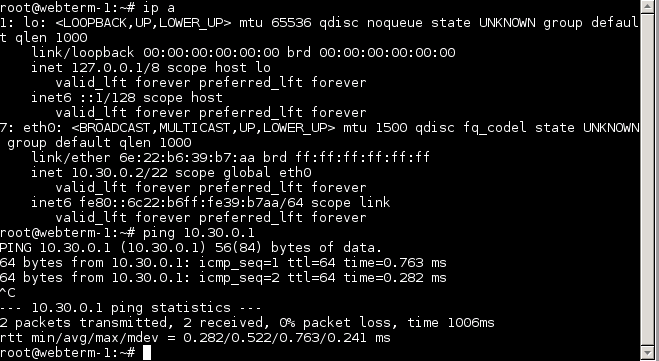 root@webterm-1:~# ip a
1: lo: <LOOPBACK,UP,LOWER_UP> mtu 65536 qdisc noqueue state UNKNOWN group defaul
t qlen 1000
    link/loopback 00:00:00:00:00:00 brd 00:00:00:00:00:00
    inet 127.0.0.1/8 scope host lo
       valid_lft forever preferred_lft forever
    inet6 ::1/128 scope host
       valid_lft forever preferred_lft forever
7: eth0: <BROADCAST,MULTICAST,UP,LOWER_UP> mtu 1500 qdisc fq_codel state UNKNOWN
 group default qlen 1000
    link/ether 6e:22:b6:39:b7:aa brd ff:ff:ff:ff:ff:ff
    inet 10.30.0.2/22 scope global eth0
       valid_lft forever preferred_lft forever
    inet6 fe80::6c22:b6ff:fe39:b7aa/64 scope link
       valid_lft forever preferred_lft forever
root@webterm-1:~# ping 10.30.0.1
PING 10.30.0.1 (10.30.0.1) 56(84) bytes of data.
64 bytes from 10.30.0.1: icmp_seq=1 ttl=64 time=0.763 ms
64 bytes from 10.30.0.1: icmp_seq=2 ttl=64 time=0.282 ms
^C
--- 10.30.0.1 ping statistics ---
2 packets transmitted, 2 received, 0% packet loss, time 1006ms
rtt min/avg/max/mdev = 0.282/0.522/0.763/0.241 ms
root@webterm-1:~#